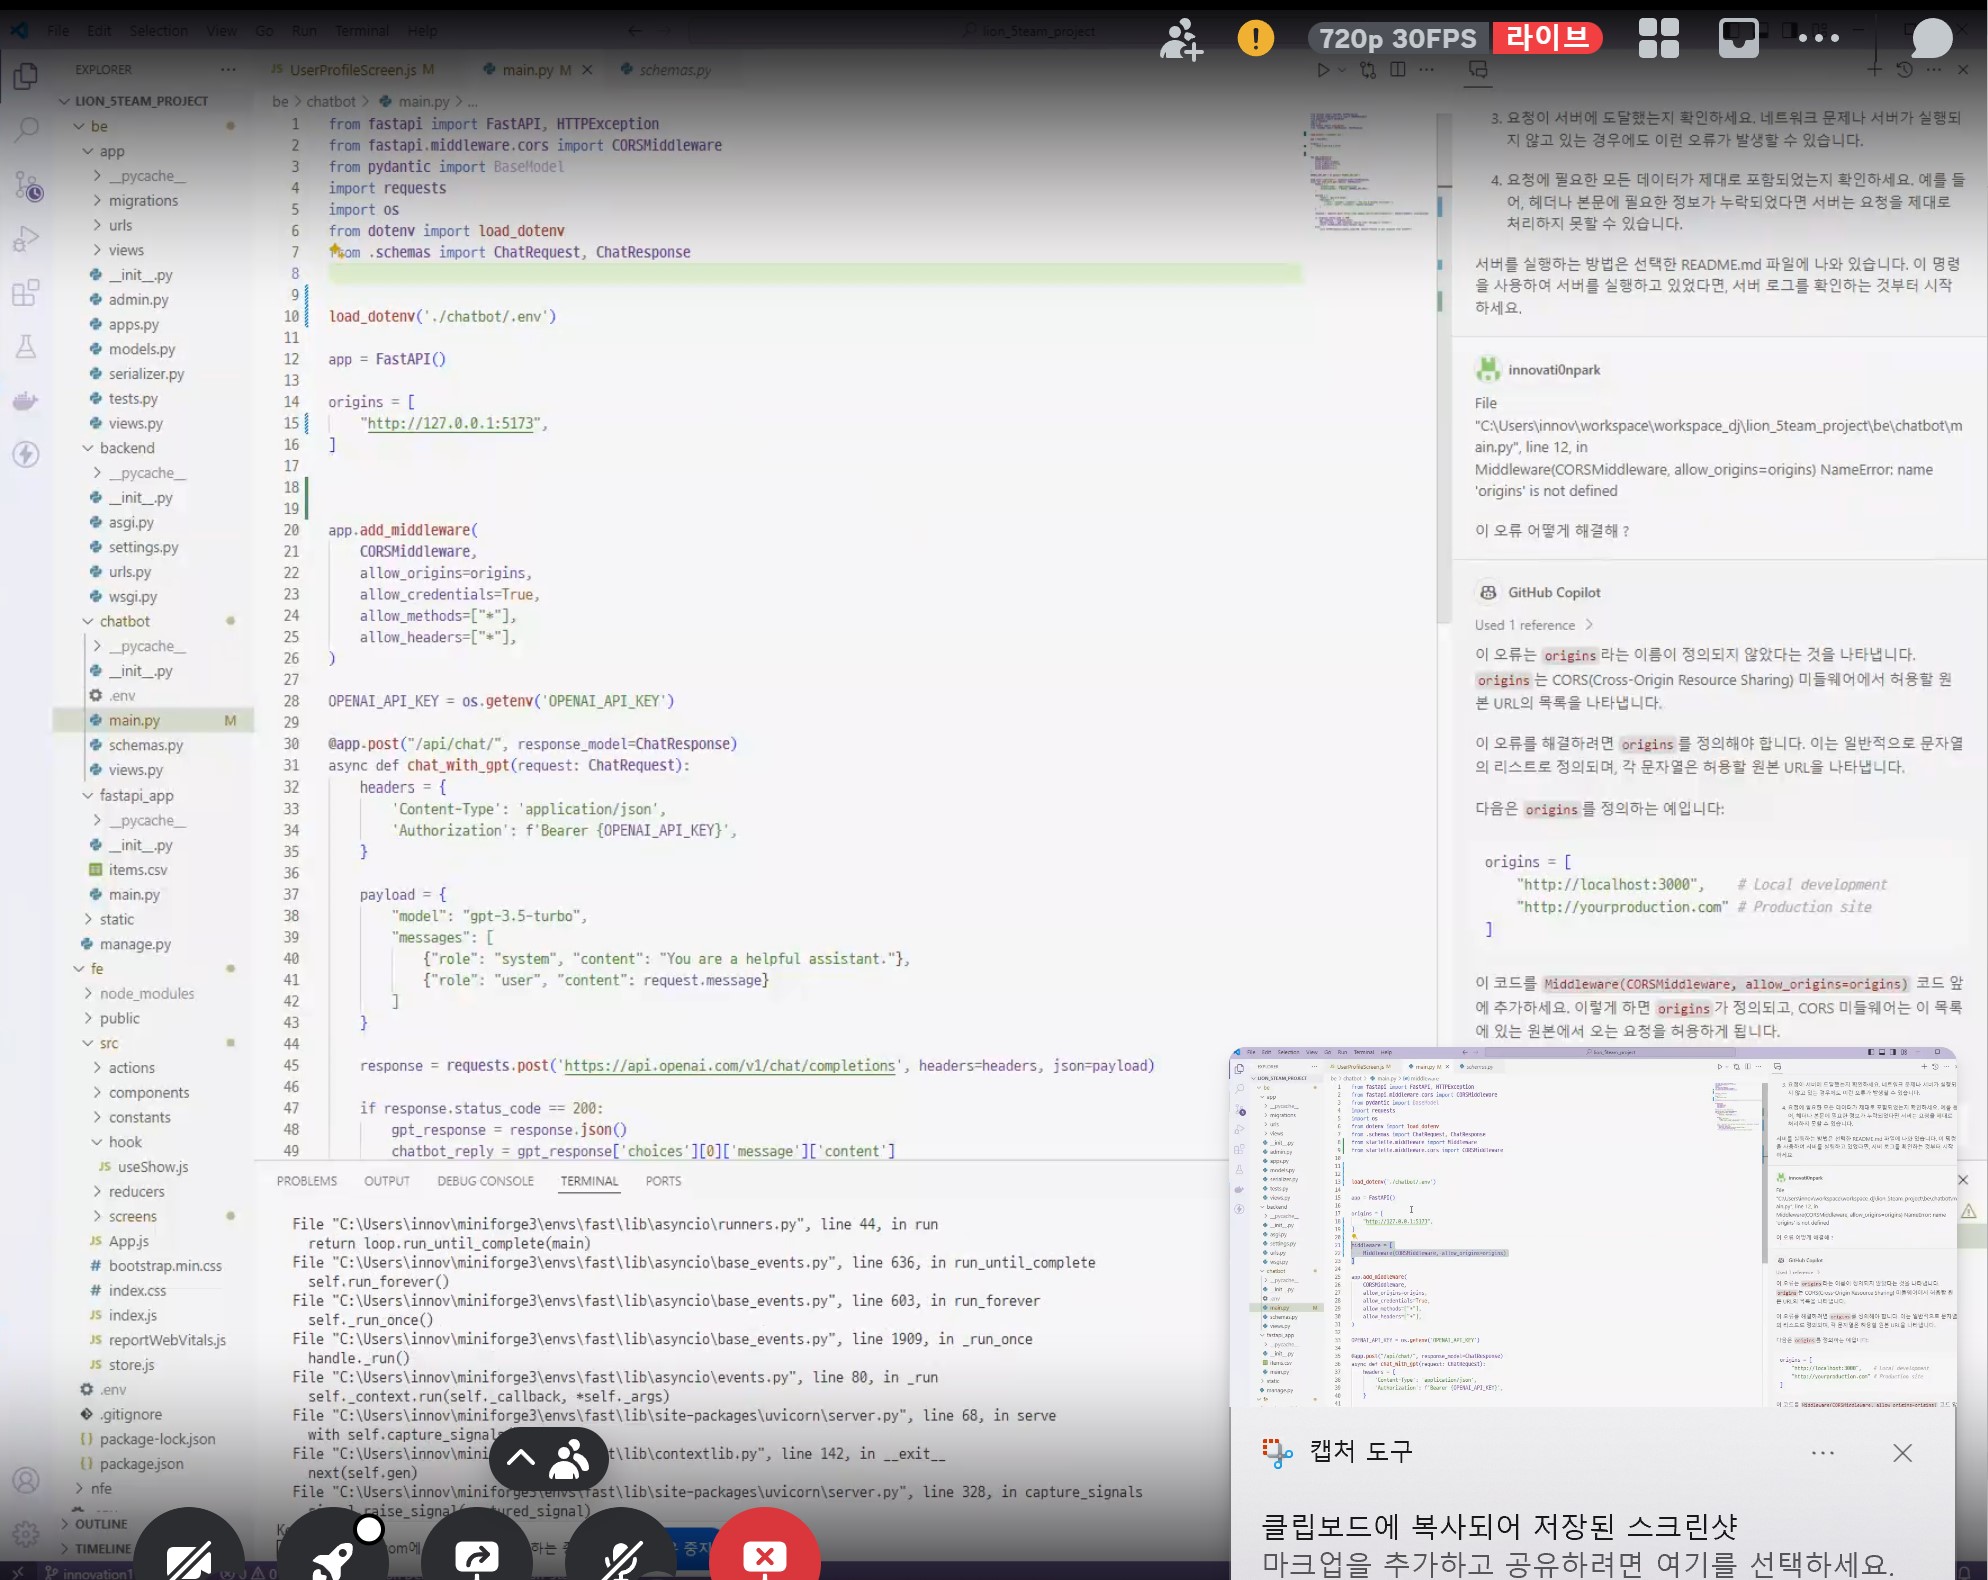 File Edit Selection View Go Run Terminal Help
lion_5team_project
720p 30FPS 라이브
EXPLORER
LION_5TEAM_PROJECT
be
app
__pycache__
migrations
urls
views
__init__.py
admin.py
apps.py
models.py
serializer.py
tests.py
views.py
backend
__pycache__
__init__.py
asgi.py
settings.py
urls.py
wsgi.py
chatbot
__pycache__
__init__.py
.env
main.py M
schemas.py
views.py
fastapi_app
__pycache__
__init__.py
items.csv
main.py
static
manage.py
fe
node_modules
public
src
actions
components
constants
hook
JS useShow.js
reducers
screens
JS App.js
# bootstrap.min.css
# index.css
JS index.js
JS reportWebVitals.js
JS store.js
.env
.gitignore
{} package-lock.json
{} package.json
nfe
OUTLINE
TIMELINE
JS UserProfileScreen.js M main.py M schemas.py
be > chatbot > main.py > ...
1 from fastapi import FastAPI, HTTPException
2 from fastapi.middleware.cors import CORSMiddleware
3 from pydantic import BaseModel
4 import requests
5 import os
6 from dotenv import load_dotenv
7 from .schemas import ChatRequest, ChatResponse
8
9
10 load_dotenv('./chatbot/.env')
11
12 app = FastAPI()
13
14 origins = [
15 "http://127.0.0.1:5173",
16 ]
17
18
19
20 app.add_middleware(
21 CORSMiddleware,
22 allow_origins=origins,
23 allow_credentials=True,
24 allow_methods=["*"],
25 allow_headers=["*"],
26 )
27
28 OPENAI_API_KEY = os.getenv('OPENAI_API_KEY')
29
30 @app.post("/api/chat/", response_model=ChatResponse)
31 async def chat_with_gpt(request: ChatRequest):
32 headers = {
33 'Content-Type': 'application/json',
34 'Authorization': f'Bearer {OPENAI_API_KEY}',
35 }
36
37 payload = {
38 "model": "gpt-3.5-turbo",
39 "messages": [
40 {"role": "system", "content": "You are a helpful assistant."},
41 {"role": "user", "content": request.message}
42 ]
43 }
44
45 response = requests.post('https://api.openai.com/v1/chat/completions', headers=headers, json=payload)
46
47 if response.status_code == 200:
48 gpt_response = response.json()
49 chatbot_reply = gpt_response['choices'][0]['message']['content']
PROBLEMS OUTPUT DEBUG CONSOLE TERMINAL PORTS
File "C:\Users\innov\miniforge3\envs\fast\lib\asyncio\runners.py", line 44, in run
return loop.run_until_complete(main)
File "C:\Users\innov\miniforge3\envs\fast\lib\asyncio\base_events.py", line 636, in run_until_complete
self.run_forever()
File "C:\Users\innov\miniforge3\envs\fast\lib\asyncio\base_events.py", line 603, in run_forever
self._run_once()
File "C:\Users\innov\miniforge3\envs\fast\lib\asyncio\base_events.py", line 1909, in _run_once
handle._run()
File "C:\Users\innov\miniforge3\envs\fast\lib\asyncio\events.py", line 80, in _run
self._context.run(self._callback, *self._args)
File "C:\Users\innov\miniforge3\envs\fast\lib\site-packages\uvicorn\server.py", line 68, in serve
with self.capture_signals
File "C:\Users\innov\mini t\lib\contextlib.py", line 142, in __exit__
next(self.gen)
File "C:\Users\innov\miniforge3\envs\fast\lib\site-packages\uvicorn\server.py", line 328, in capture_signals
raise_signal(captured_signal)
3. 요청이 서버에 도달했는지 확인하세요. 네트워크 문제나 서버가 실행되
지 않고 있는 경우에도 이런 오류가 발생할 수 있습니다.
4. 요청에 필요한 모든 데이터가 제대로 포함되었는지 확인하세요. 예를 들
어, 헤더나 본문에 필요한 정보가 누락되었다면 서버는 요청을 제대로
처리하지 못할 수 있습니다.
서버를 실행하는 방법은 선택한 README.md 파일에 나와 있습니다. 이 명령
을 사용하여 서버를 실행하고 있었다면, 서버 로그를 확인하는 것부터 시작
하세요.
innovati0npark
File
"C:\Users\innov\workspace\workspace_dj\lion_5team_project\be\chatbot\m
ain.py", line 12, in
Middleware(CORSMiddleware, allow_origins=origins) NameError: name
'origins' is not defined
이 오류 어떻게 해결해 ?
GitHub Copilot
Used 1 reference
이 오류는 origins 라는 이름이 정의되지 않았다는 것을 나타냅니다.
origins 는 CORS(Cross-Origin Resource Sharing) 미들웨어에서 허용할 원
본 URL의 목록을 나타냅니다.
이 오류를 해결하려면 origins 를 정의해야 합니다. 이는 일반적으로 문자열
의 리스트로 정의되며, 각 문자열은 허용할 원본 URL을 나타냅니다.
다음은 origins 를 정의하는 예입니다:
origins = [
"http://localhost:3000", # Local development
"http://yourproduction.com" # Production site
]
이 코드를 Middleware(CORSMiddleware, allow_origins=origins) 코드 앞
에 추가하세요. 이렇게 하면 origins 가 정의되고, CORS 미들웨어는 이 목록
에 있는 원본에서 오는 요청을 허용하게 됩니다.
캡처 도구
클립보드에 복사되어 저장된 스크린샷
마크업을 추가하고 공유하려면 여기를 선택하세요.